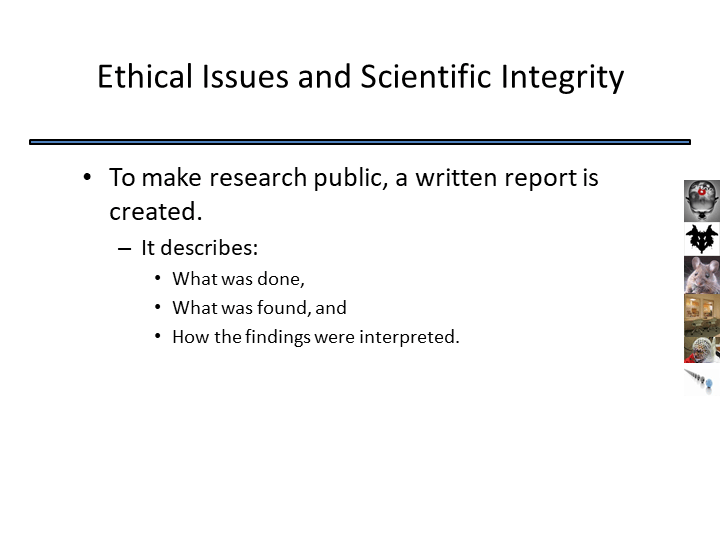 Ethical Issues and Scientific Integrity
• To make research public, a written report is
created.
– It describes:
• What was done,
• What was found, and
• How the findings were interpreted.